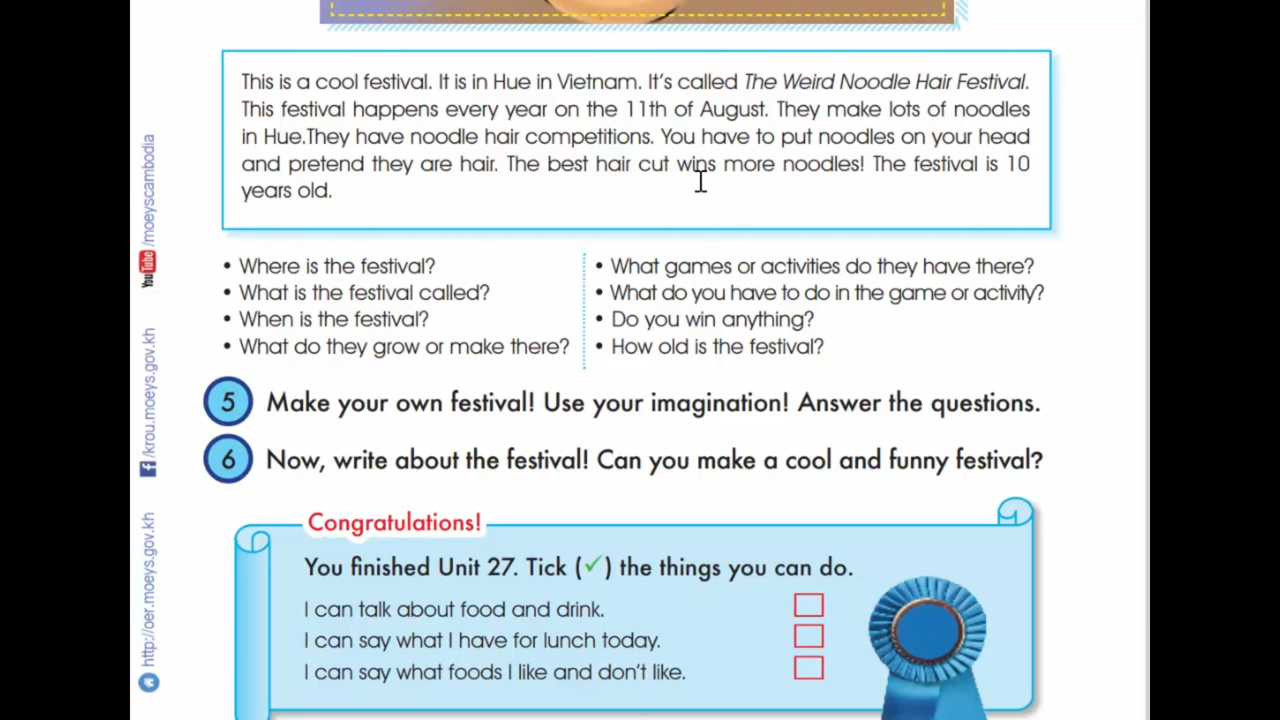 This is a cool festival. It is in Hue in Vietnam. It's called The Weird Noodle Hair Festival.
This festival happens every year on the 11th of August. They make lots of noodles
in Hue.They have noodle hair competitions. You have to put noodles on your head
and pretend they are hair. The best hair cut wins more noodles! The festival is 10
years old.
• Where is the festival?
• What is the festival called?
• When is the festival?
• What do they grow or make there?
• What games or activities do they have there?
• What do you have to do in the game or activity?
• Do you win anything?
• How old is the festival?
5 Make your own festival! Use your imagination! Answer the questions.
6 Now, write about the festival! Can you make a cool and funny festival?
Congratulations!
You finished Unit 27. Tick (✓) the things you can do.
I can talk about food and drink.
I can say what I have for lunch today.
I can say what foods I like and don't like.
YouTube /moeyscambodia
f /krou.moeys.gov.kh
http://oer.moeys.gov.kh